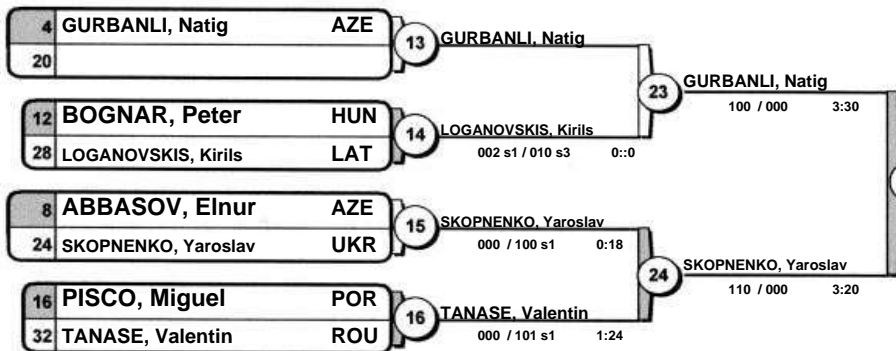 4 GURBANLI, Natig AZE
20
13 GURBANLI, Natig
12 BOGNAR, Peter HUN
28 LOGANOVSKIS, Kirils LAT
14 LOGANOVSKIS, Kirils
002 s1 / 010 s3 0::0
23 GURBANLI, Natig
100 / 000 3:30
8 ABBASOV, Elnur AZE
24 SKOPNENKO, Yaroslav UKR
15 SKOPNENKO, Yaroslav
000 / 100 s1 0:18
16 PISCO, Miguel POR
32 TANASE, Valentin ROU
16 TANASE, Valentin
000 / 101 s1 1:24
24 SKOPNENKO, Yaroslav
110 / 000 3:20